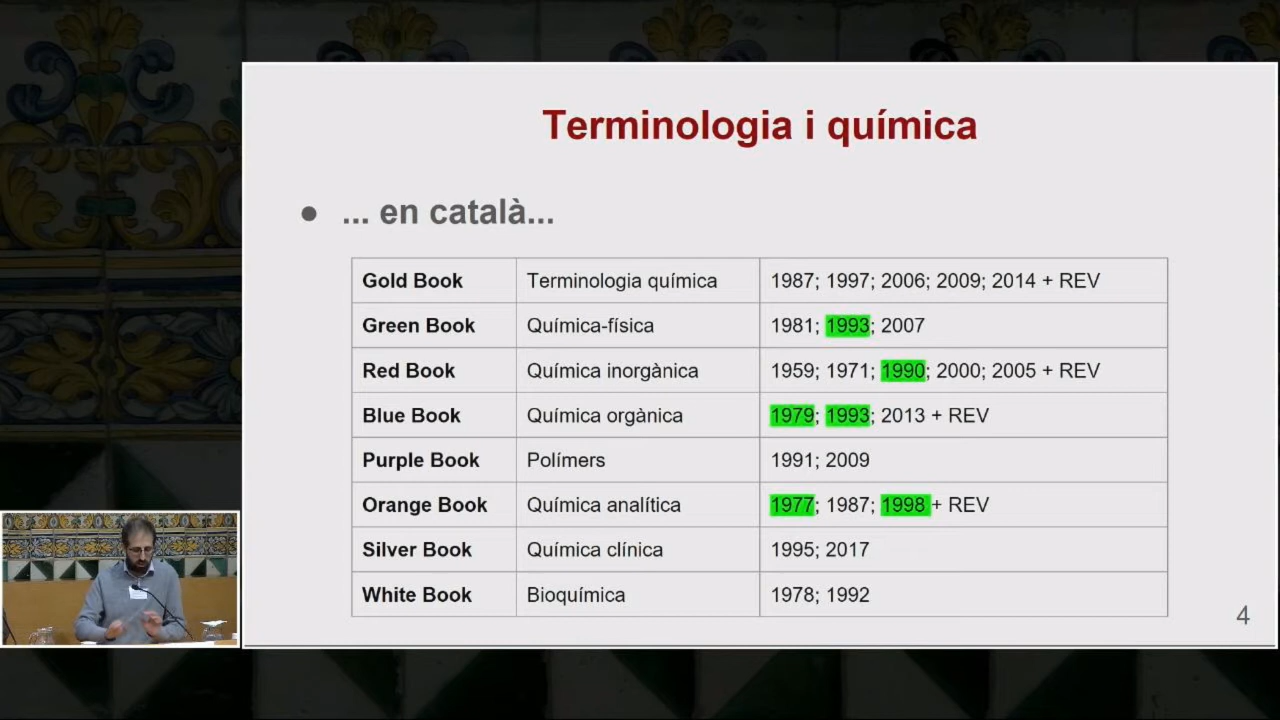 Terminologia i química
● ... en català...
Gold Book Terminologia química 1987; 1997; 2006; 2009; 2014 + REV
Green Book Química-física 1981; 1993; 2007
Red Book Química inorgànica 1959; 1971; 1990; 2000; 2005 + REV
Blue Book Química orgànica 1979; 1993; 2013 + REV
Purple Book Polímers 1991; 2009
Orange Book Química analítica 1977; 1987; 1998 + REV
Silver Book Química clínica 1995; 2017
White Book Bioquímica 1978; 1992
4